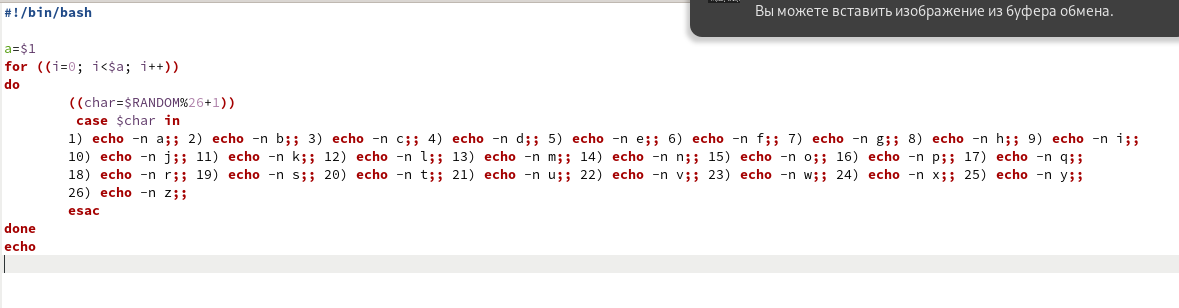 #!/bin/bash
Вы можете вставить изображение из буфера обмена.
a=$1
for ((i=0; i<$a; i++))
do
((char=$RANDOM%26+1))
case $char in
1) echo -n a;; 2) echo -n b;; 3) echo -n c;; 4) echo -n d;; 5) echo -n e;; 6) echo -n f;; 7) echo -n g;; 8) echo -n h;; 9) echo -n i;;
10) echo -n j;; 11) echo -n k;; 12) echo -n l;; 13) echo -n m;; 14) echo -n n;; 15) echo -n o;; 16) echo -n p;; 17) echo -n q;;
18) echo -n r;; 19) echo -n s;; 20) echo -n t;; 21) echo -n u;; 22) echo -n v;; 23) echo -n w;; 24) echo -n x;; 25) echo -n y;;
26) echo -n z;;
esac
done
echo